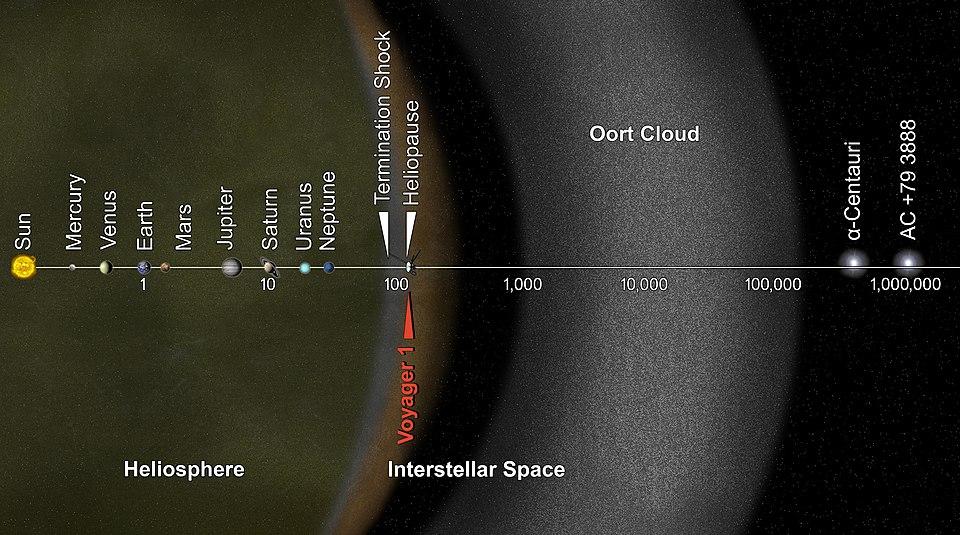 Sun
Mercury
Venus
Earth
Mars
Jupiter
Saturn
Uranus
Neptune
Termination Shock
Heliopause
Oort Cloud
α-Centauri
AC +79 3888
1
10
100
1,000
10,000
100,000
1,000,000
Voyager 1
Heliosphere
Interstellar Space